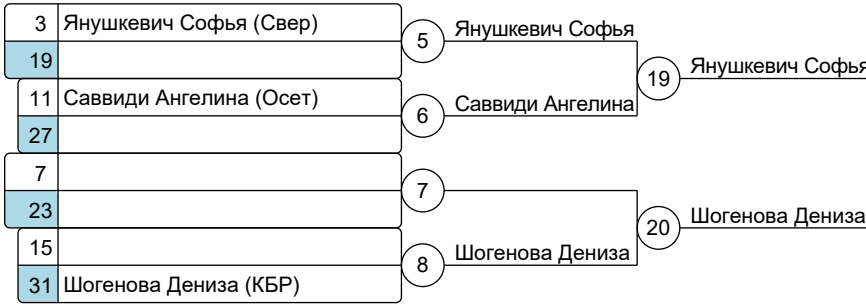 3 Янушкевич Софья (Свер)
19
5 Янушкевич Софья
11 Саввиди Ангелина (Осет)
27
6 Саввиди Ангелина
19 Янушкевич Софья
7
23
7
15
31 Шогенова Дениза (КБР)
8 Шогенова Дениза
20 Шогенова Дениза